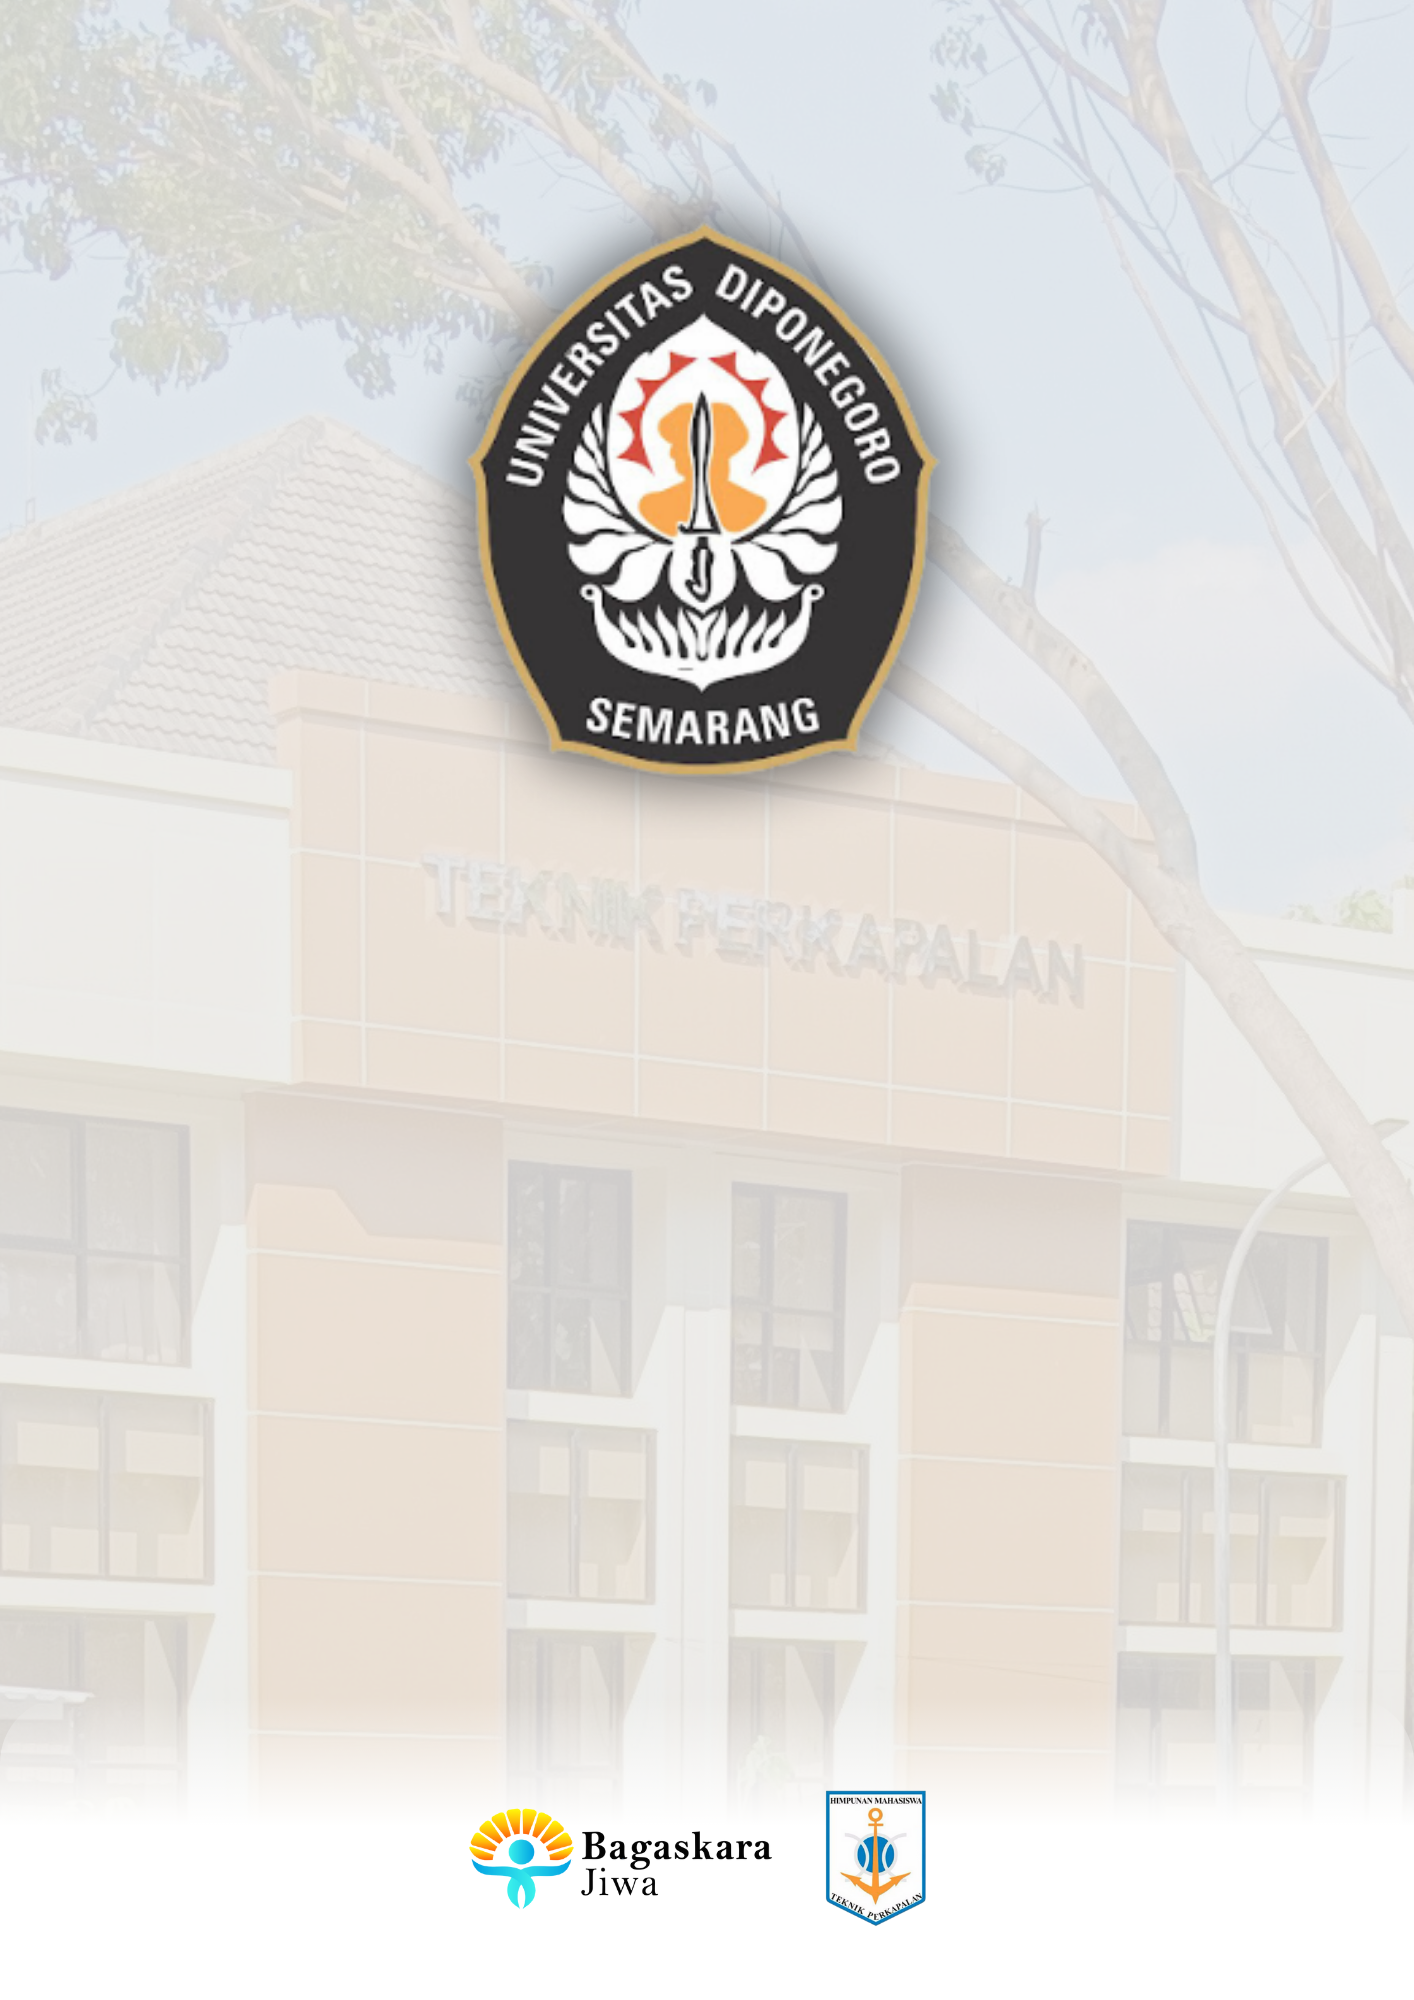 UNIVERSITAS DIPONEGORO
SEMARANG
TEKNIK PERKAPALAN
Bagaskara
Jiwa
HIMPUNAN MAHASISWA
TEKNIK PERKAPALAN